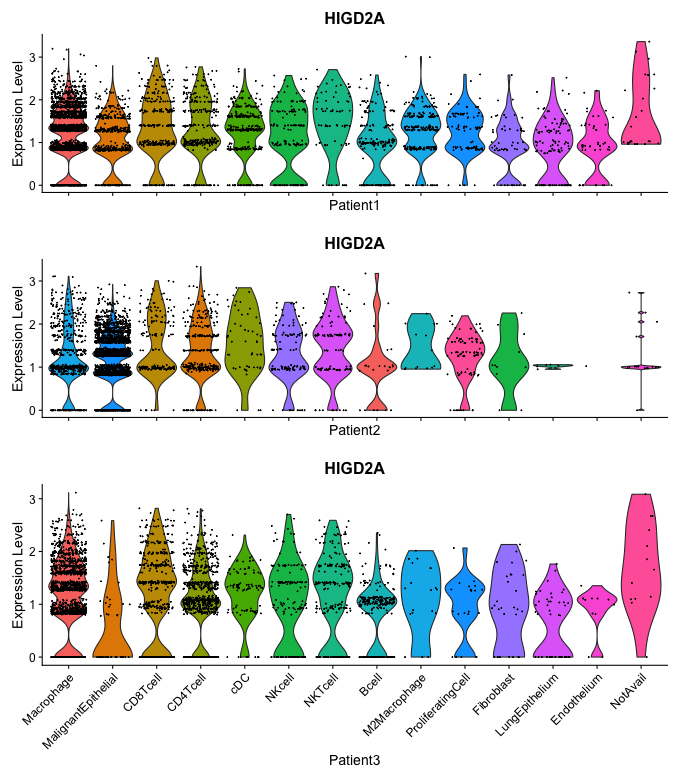 HIGD2A
Expression Level
3
2
1
0
Patient1
HIGD2A
Expression Level
3
2
1
0
Patient2
HIGD2A
Expression Level
3
2
1
0
Macrophage
MalignantEpithelial
CD8Tcell
CD4Tcell
cDC
NKcell
NKTcell
Bcell
M2Macrophage
ProliferatingCell
Fibroblast
LungEpithelium
Endothelium
NotAvail
Patient3